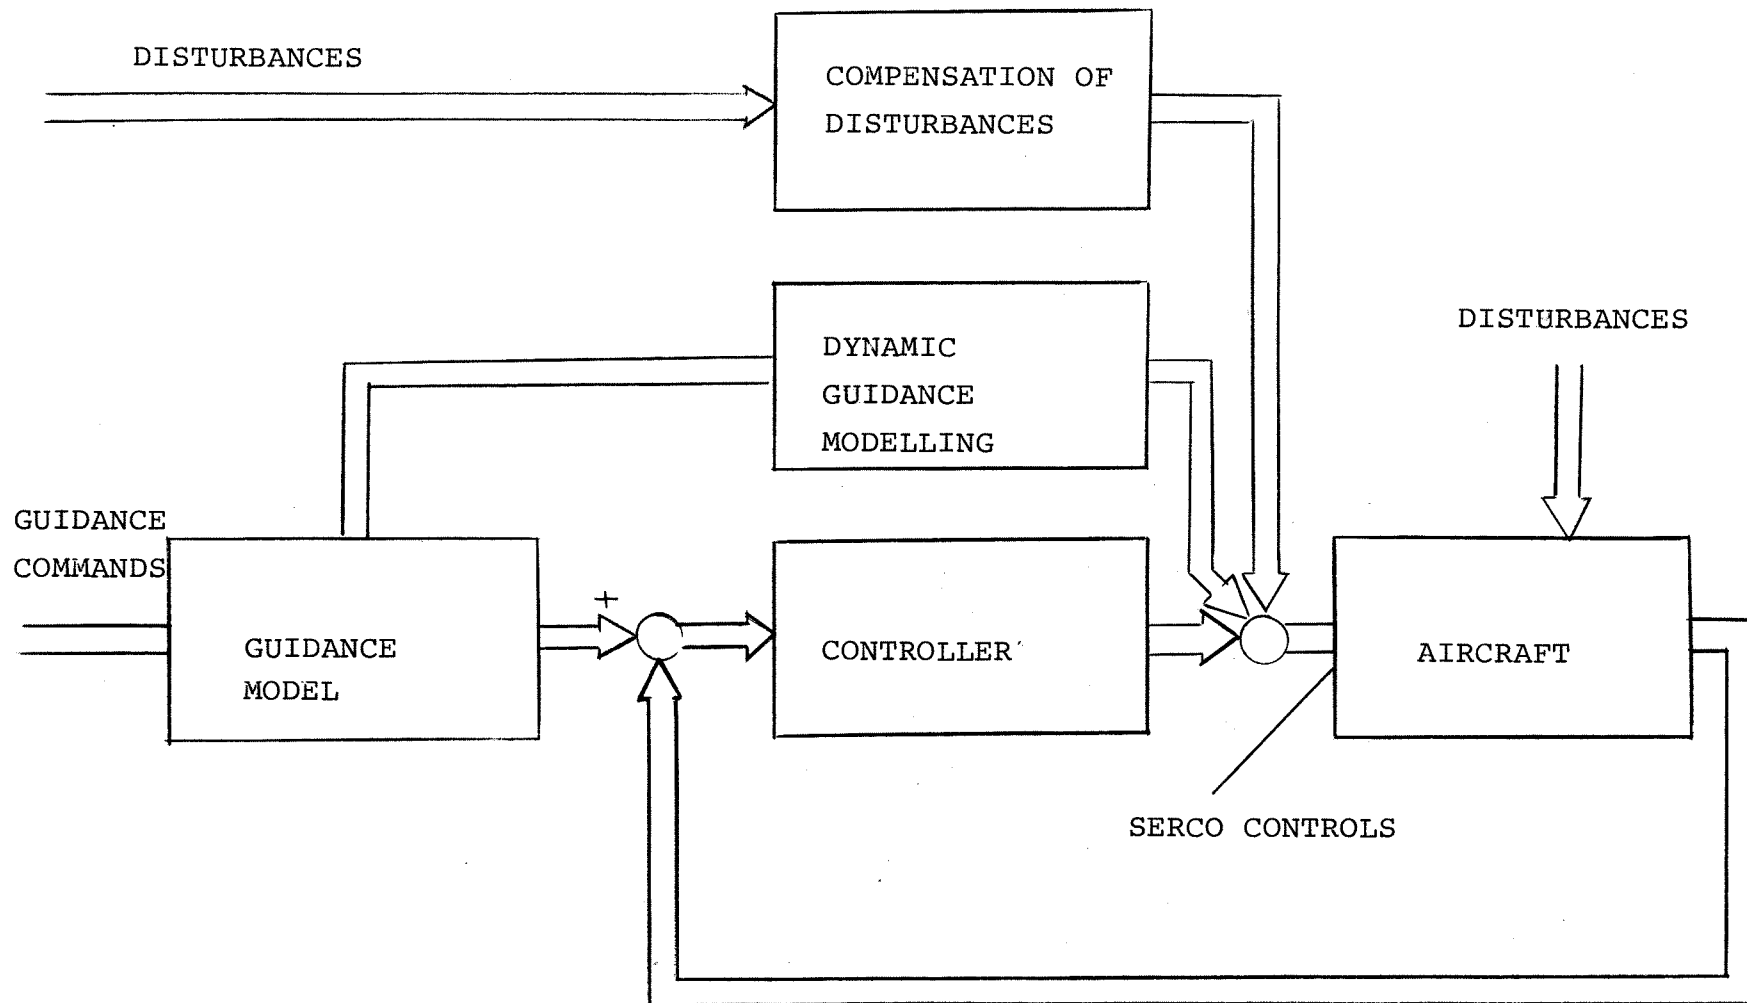 DISTURBANCES
COMPENSATION OF
DISTURBANCES
DISTURBANCES
DYNAMIC
GUIDANCE
MODELLING
GUIDANCE
COMMANDS
GUIDANCE
MODEL
+
CONTROLLER
AIRCRAFT
SERCO CONTROLS